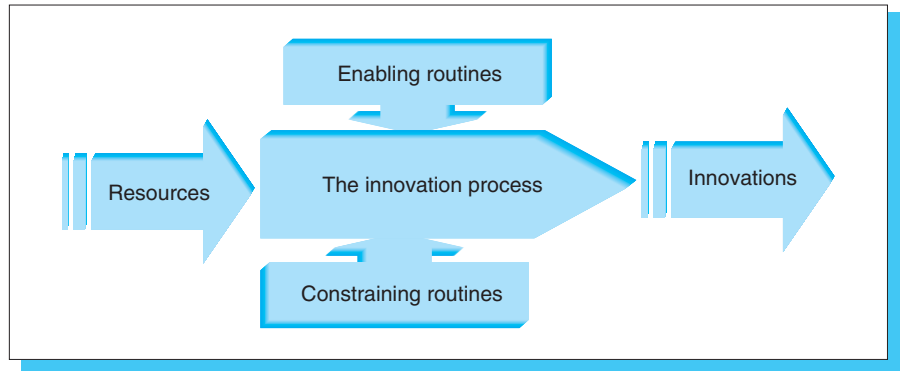 Enabling routines
Resources
The innovation process
Innovations
Constraining routines